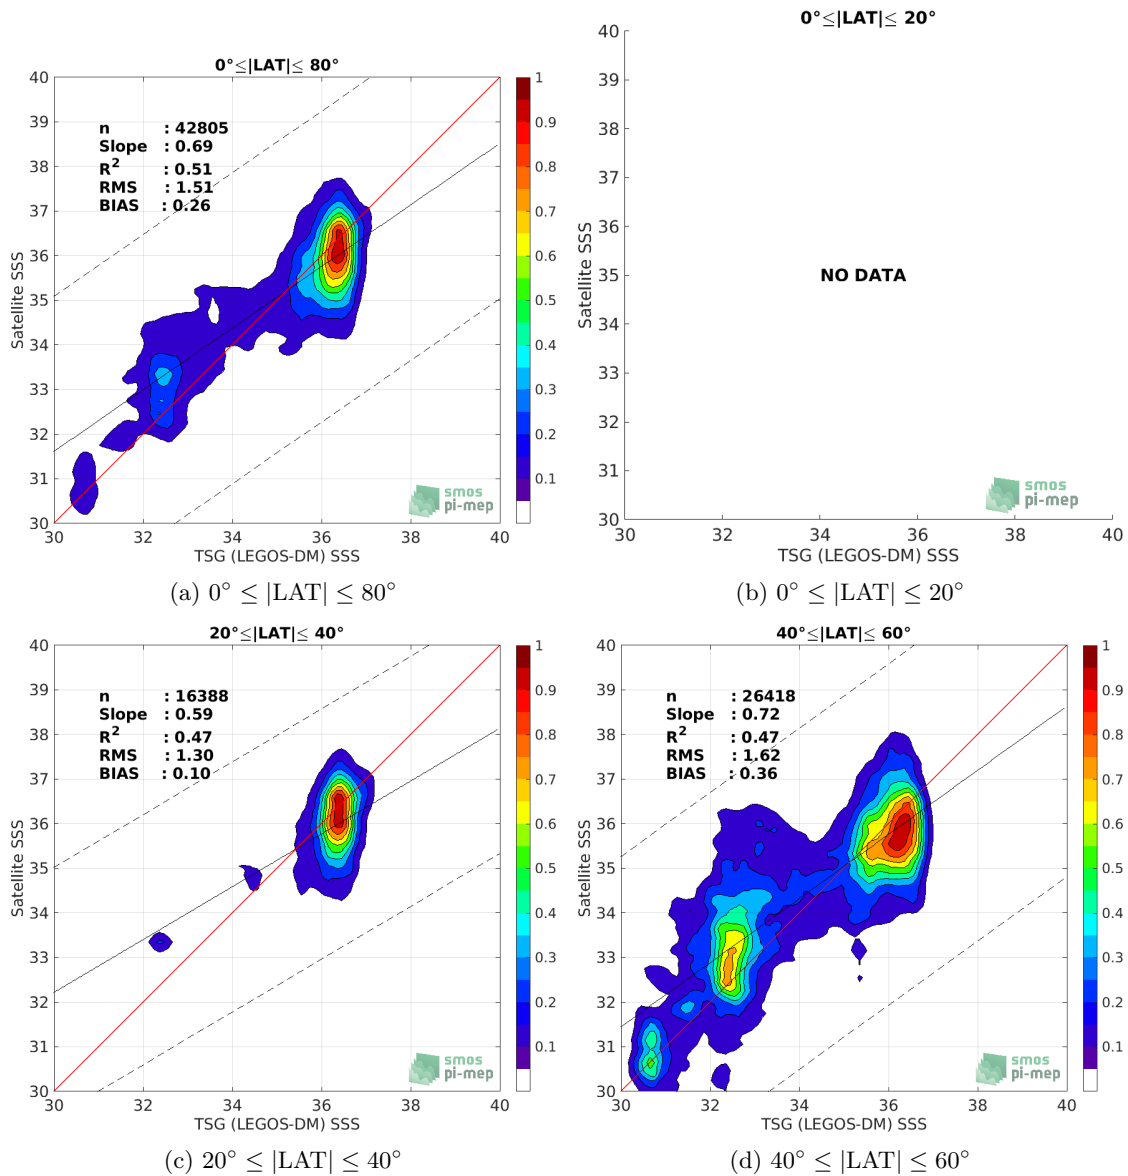 0°≤|LAT|≤ 80°
40
39
38
37
36
35
34
33
32
31
30
Satellite SSS
n : 42805
Slope : 0.69
R2 : 0.51
RMS : 1.51
BIAS : 0.26
1
0.9
0.8
0.7
0.6
0.5
0.4
0.3
0.2
0.1
smos
pi-mep
30 32 34 36 38 40
TSG (LEGOS-DM) SSS
(a) 0° ≤ |LAT| ≤ 80°
0°≤|LAT|≤ 20°
40
39
38
37
36
35
34
33
32
31
30
Satellite SSS
NO DATA
smos
pi-mep
30 32 34 36 38 40
TSG (LEGOS-DM) SSS
(b) 0° ≤ |LAT| ≤ 20°
20°≤|LAT|≤ 40°
40
39
38
37
36
35
34
33
32
31
30
Satellite SSS
n : 16388
Slope : 0.59
R2 : 0.47
RMS : 1.30
BIAS : 0.10
1
0.9
0.8
0.7
0.6
0.5
0.4
0.3
0.2
0.1
smos
pi-mep
30 32 34 36 38 40
TSG (LEGOS-DM) SSS
(c) 20° ≤ |LAT| ≤ 40°
40°≤|LAT|≤ 60°
40
39
38
37
36
35
34
33
32
31
30
Satellite SSS
n : 26418
Slope : 0.72
R2 : 0.47
RMS : 1.62
BIAS : 0.36
1
0.9
0.8
0.7
0.6
0.5
0.4
0.3
0.2
0.1
smos
pi-mep
30 32 34 36 38 40
TSG (LEGOS-DM) SSS
(d) 40° ≤ |LAT| ≤ 60°